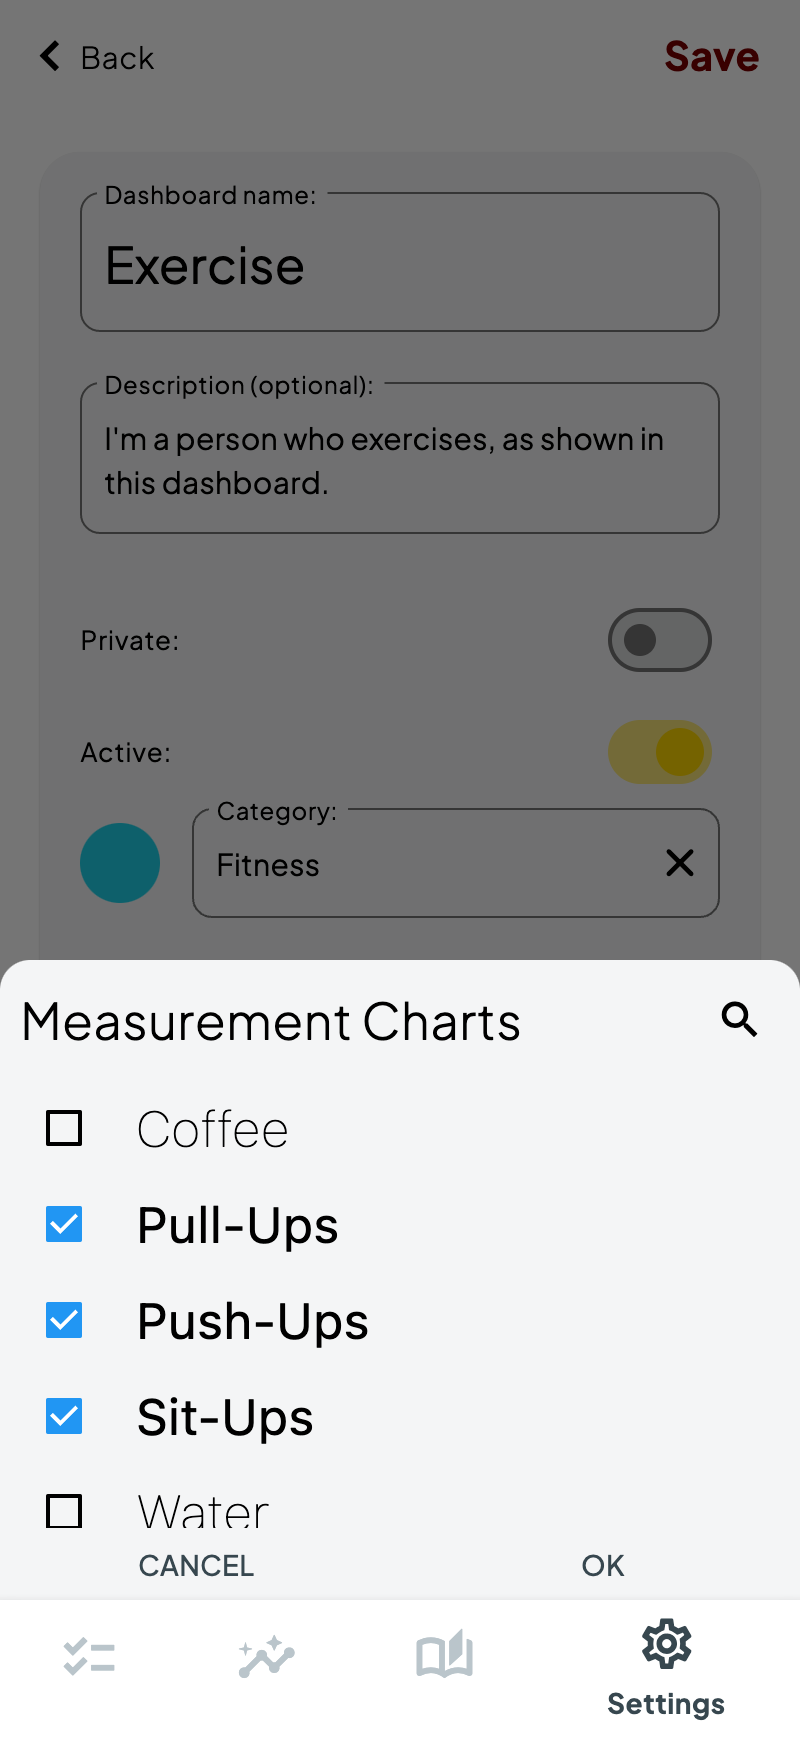 Back
Save
Dashboard name:
Exercise
Description (optional):
I'm a person who exercises, as shown in
this dashboard.
Private:
Active:
Category:
Fitness
Measurement Charts
Coffee
Pull-Ups
Push-Ups
Sit-Ups
Water
CANCEL
OK
Settings